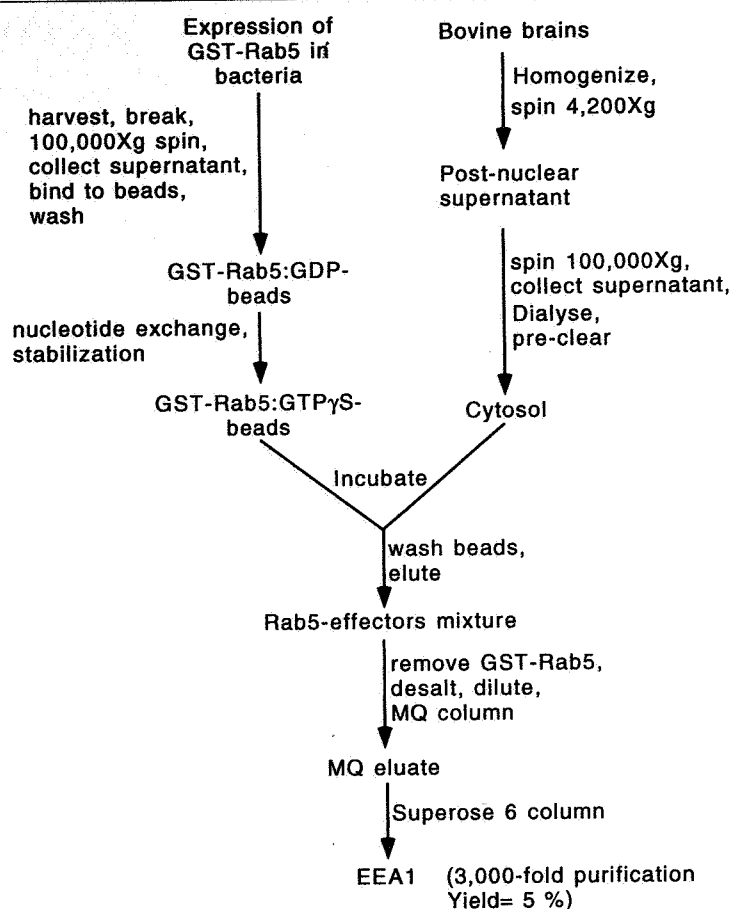 Expression of
GST-Rab5 in
bacteria
harvest, break,
100,000Xg spin,
collect supernatant,
bind to beads,
wash
GST-Rab5:GDP-
beads
nucleotide exchange,
stabilization
GST-Rab5:GTPγS-
beads
Bovine brains
Homogenize,
spin 4,200Xg
Post-nuclear
supernatant
spin 100,000Xg,
collect supernatant,
Dialyse,
pre-clear
Cytosol
Incubate
wash beads,
elute
Rab5-effectors mixture
remove GST-Rab5,
desalt, dilute,
MQ column
MQ eluate
Superose 6 column
EEA1 (3,000-fold purification
Yield= 5 %)